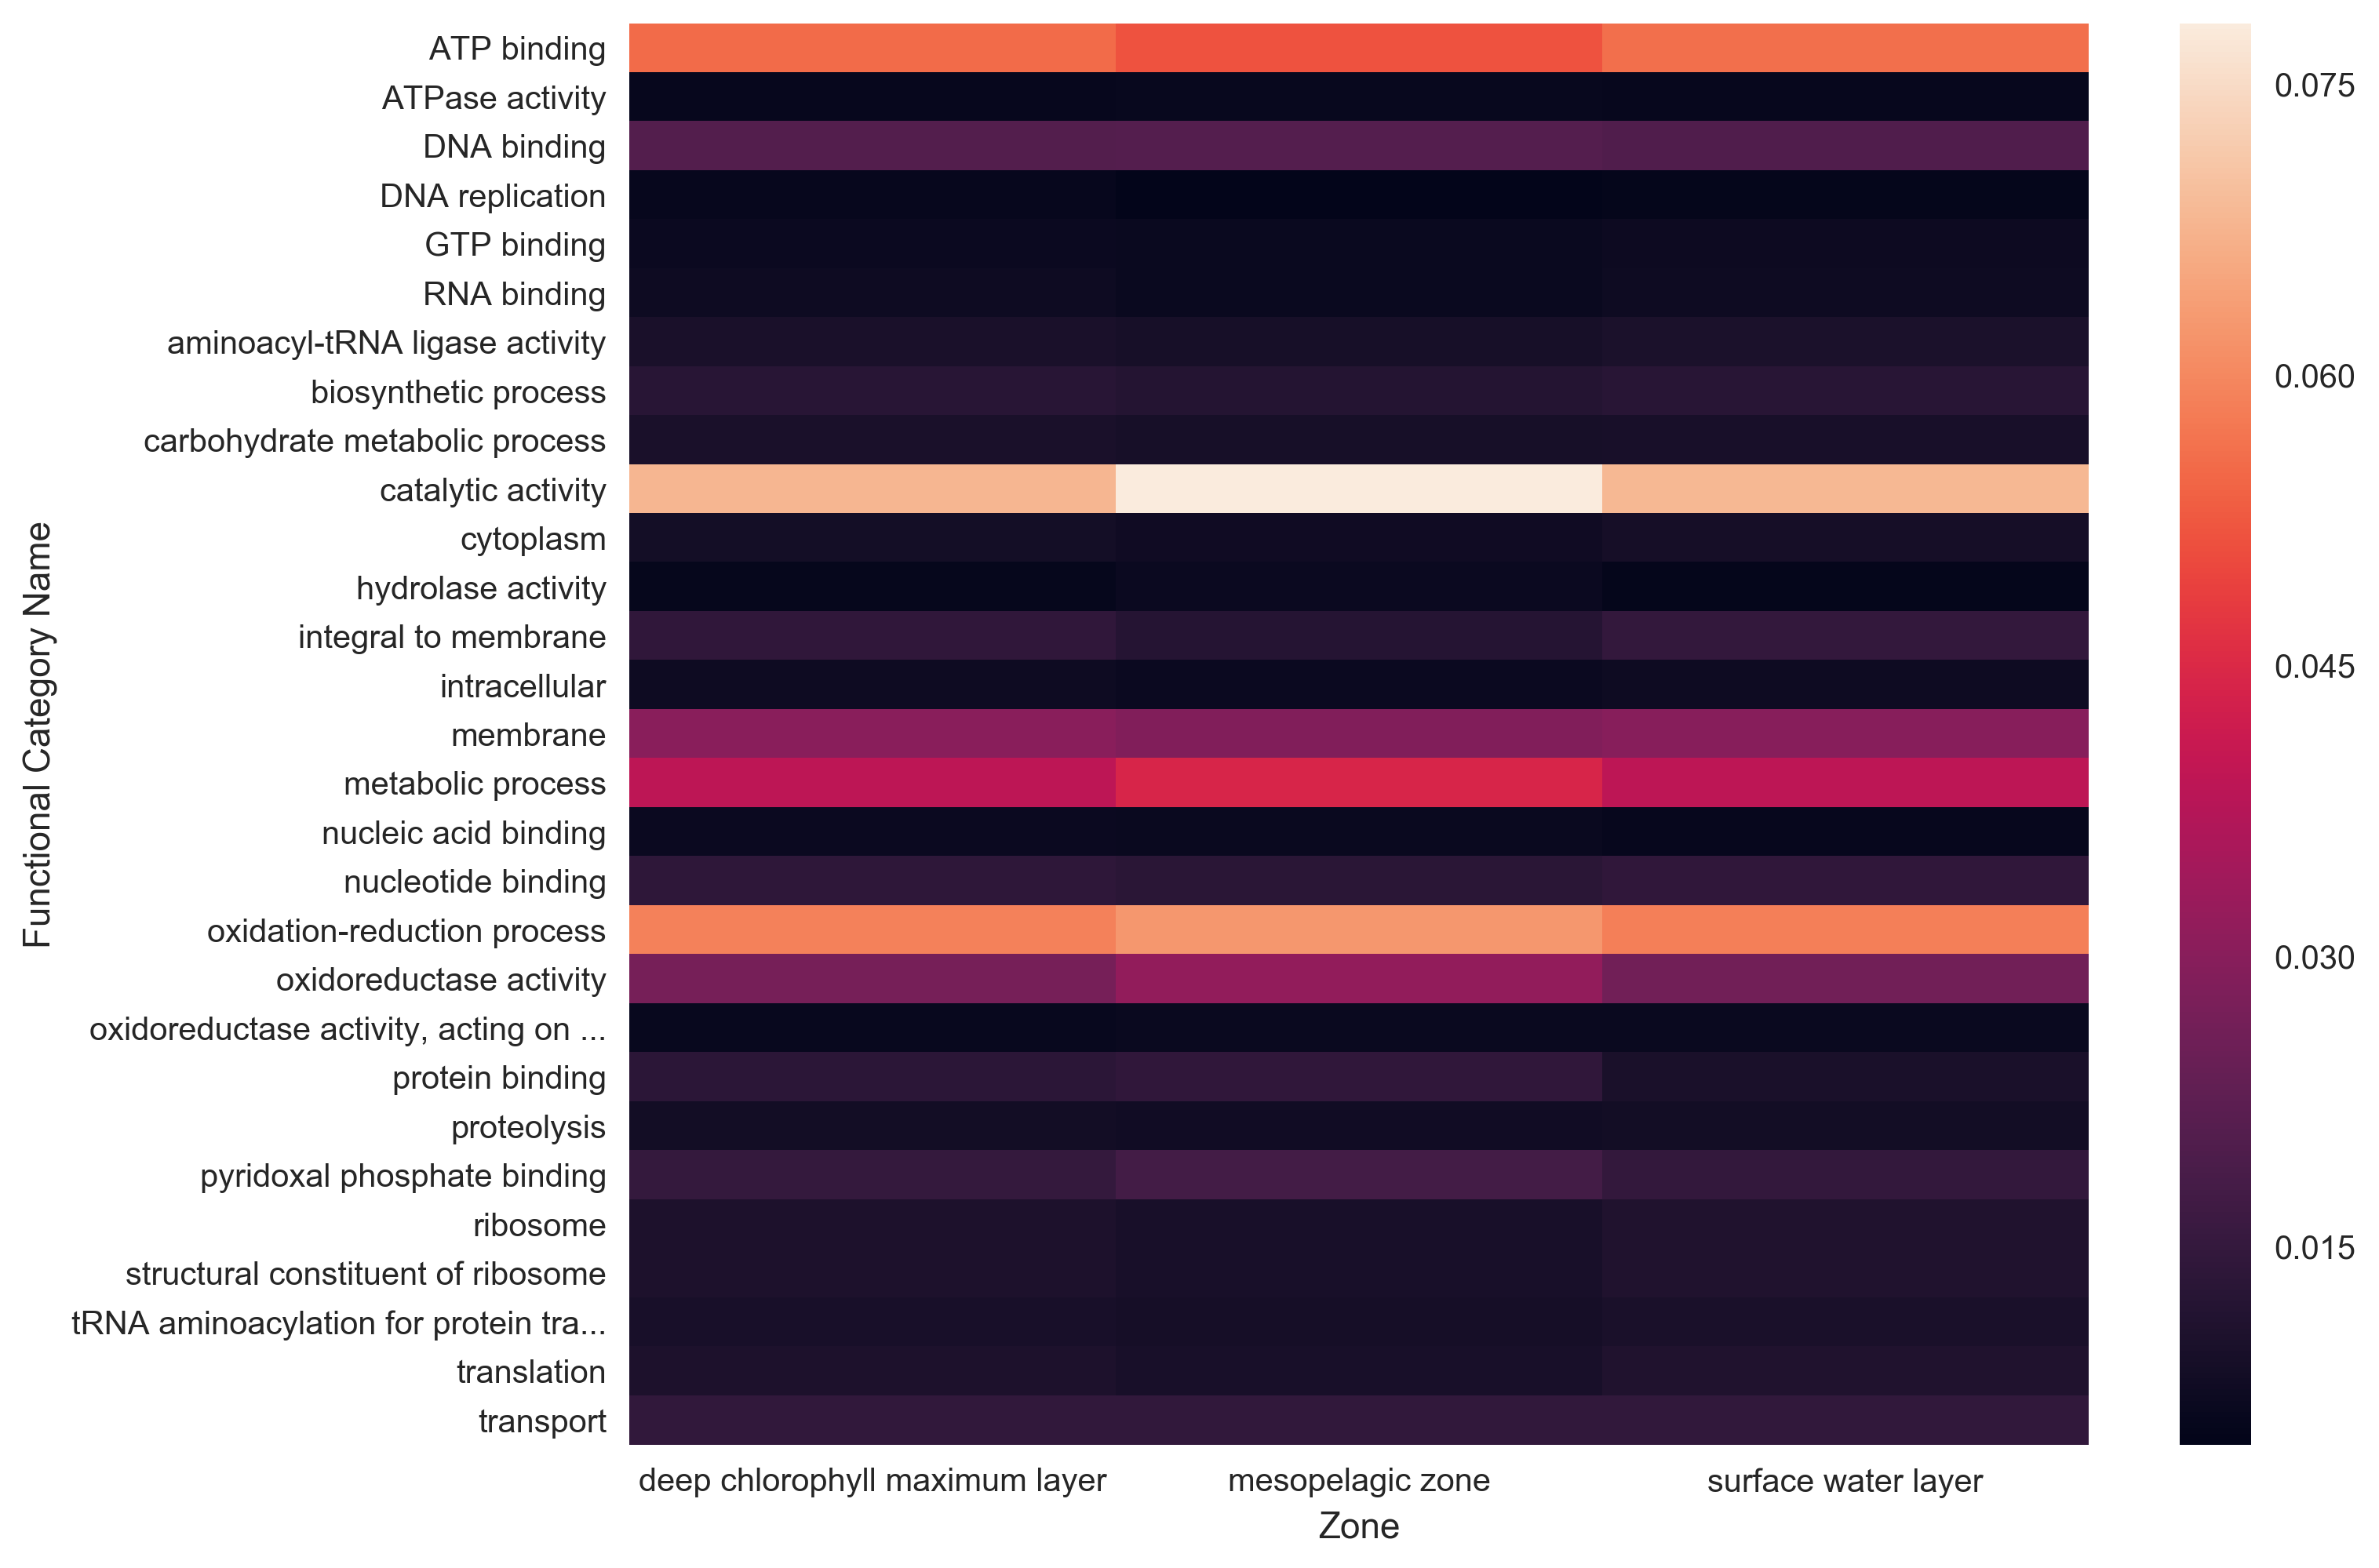 Functional Category Name
ATP binding
ATPase activity
DNA binding
DNA replication
GTP binding
RNA binding
aminoacyl-tRNA ligase activity
biosynthetic process
carbohydrate metabolic process
catalytic activity
cytoplasm
hydrolase activity
integral to membrane
intracellular
membrane
metabolic process
nucleic acid binding
nucleotide binding
oxidation-reduction process
oxidoreductase activity
oxidoreductase activity, acting on ...
protein binding
proteolysis
pyridoxal phosphate binding
ribosome
structural constituent of ribosome
tRNA aminoacylation for protein tra...
translation
transport
deep chlorophyll maximum layer
mesopelagic zone
surface water layer
Zone
0.075
0.060
0.045
0.030
0.015